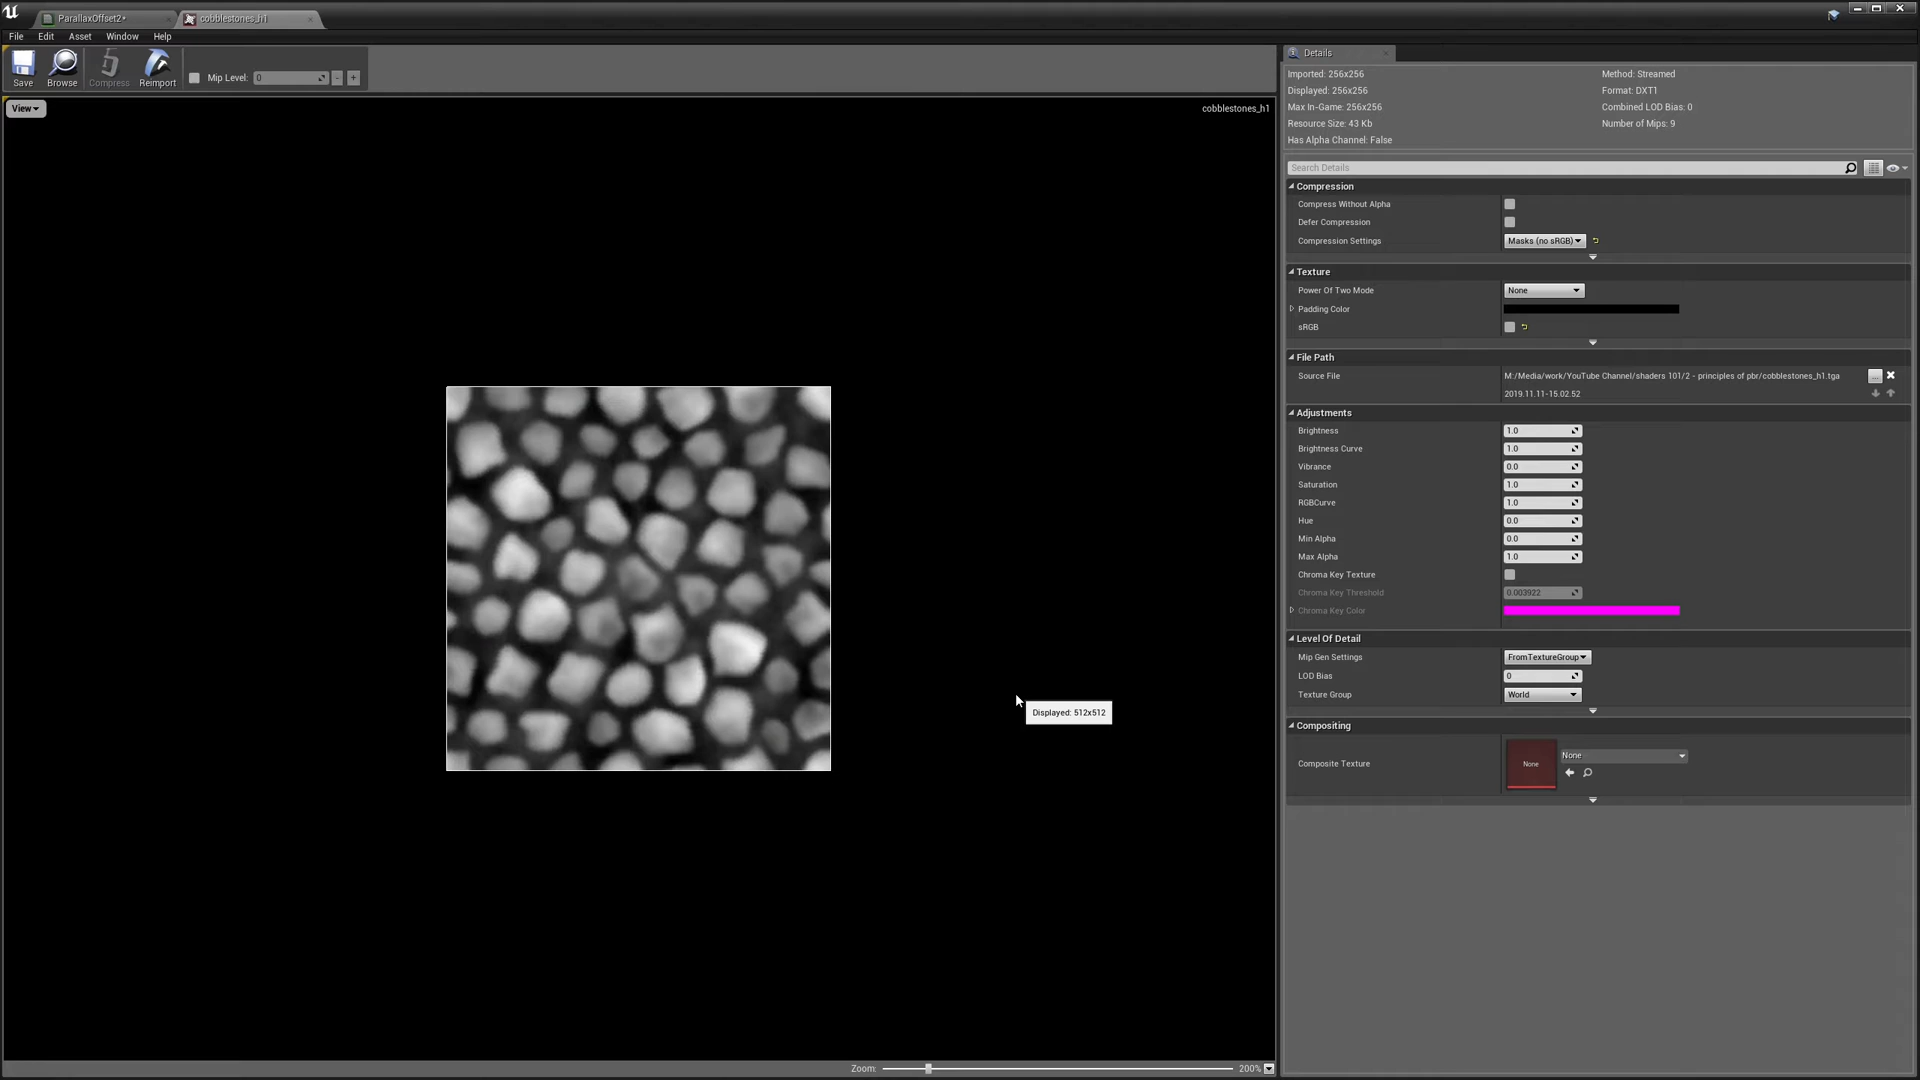 ParallaxOffset2*
cobblestones_h1
File Edit Asset Window Help
Save Browse Compress Reimport Mip Level: 0 - +
View
cobblestones_h1
Displayed: 512x512
Zoom: 200%
Details
Imported: 256x256 Method: Streamed
Displayed: 256x256 Format: DXT1
Max In-Game: 256x256 Combined LOD Bias: 0
Resource Size: 43 Kb Number of Mips: 9
Has Alpha Channel: False
Search Details
Compression
Compress Without Alpha
Defer Compression
Compression Settings Masks (no sRGB)
Texture
Power Of Two Mode None
Padding Color
sRGB
File Path
Source File M:/Media/work/YouTube Channel/shaders 101/2 - principles of pbr/cobblestones_h1.tga ...
2019.11.11-15.02.52
Adjustments
Brightness 1.0
Brightness Curve 1.0
Vibrance 0.0
Saturation 1.0
RGBCurve 1.0
Hue 0.0
Min Alpha 0.0
Max Alpha 1.0
Chroma Key Texture
Chroma Key Threshold 0.003922
Chroma Key Color
Level Of Detail
Mip Gen Settings FromTextureGroup
LOD Bias 0
Texture Group World
Compositing
Composite Texture None None